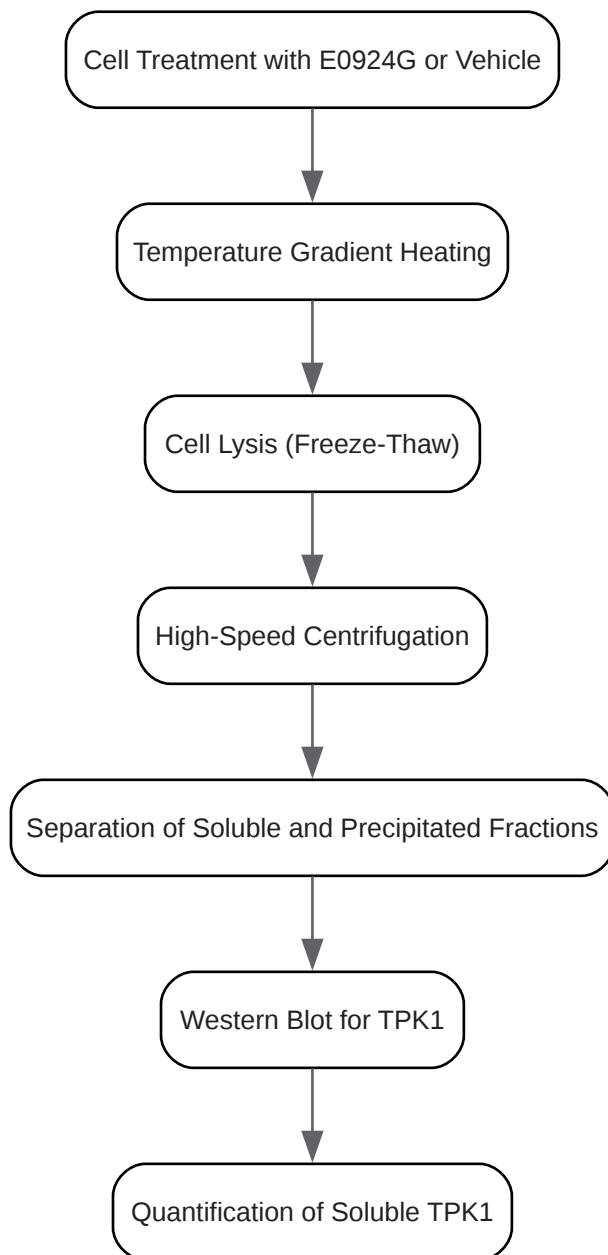 Cell Treatment with E0924G or Vehicle
Temperature Gradient Heating
Cell Lysis (Freeze-Thaw)
High-Speed Centrifugation
Separation of Soluble and Precipitated Fractions
Western Blot for TPK1
Quantification of Soluble TPK1